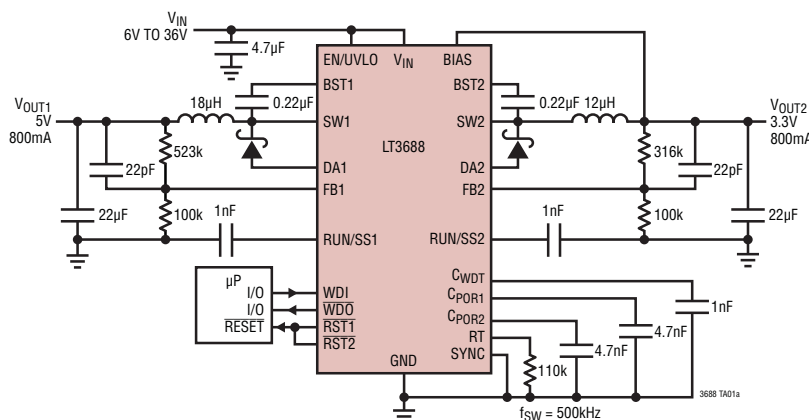 VIN
6V TO 36V
4.7µF
EN/UVLO VIN BIAS
BST1 BST2
VOUT1
5V
800mA
18µH
0.22µF
SW1
LT3688
SW2
0.22µF
12µH
VOUT2
3.3V
800mA
523k
DA1
DA2
316k
22pF
FB1
FB2
22pF
22µF
100k
1nF
RUN/SS1
RUN/SS2
1nF
100k
22µF
µP
I/O
I/O
RESET
WDI
WDO
RST1
RST2
CWDT
CPOR1
CPOR2
RT
SYNC
GND
110k
4.7nF
4.7nF
1nF
fSW = 500kHz
3688 TA01a